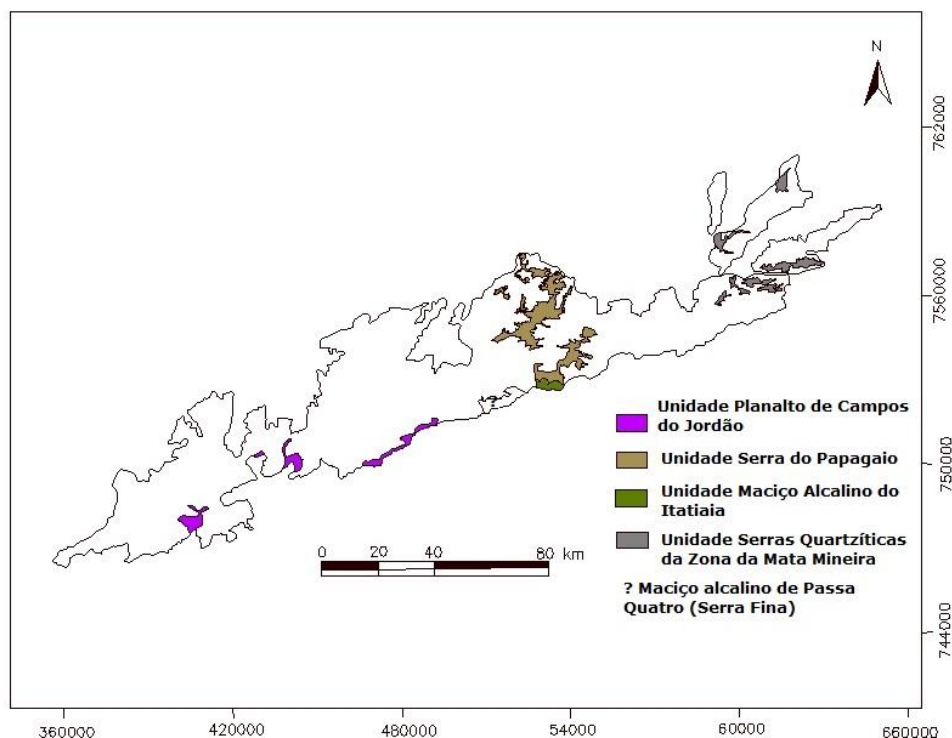 N
762000
7560000
750000
744000
Unidade Planalto de Campos
do Jordão
Unidade Serra do Papagaio
Unidade Maciço Alcalino do
Itatiaia
Unidade Serras Quartzíticas
da Zona da Mata Mineira
? Maciço alcalino de Passa
Quatro (Serra Fina)
?
0 20 40 80 km
360000 420000 480000 54000 60000 660000